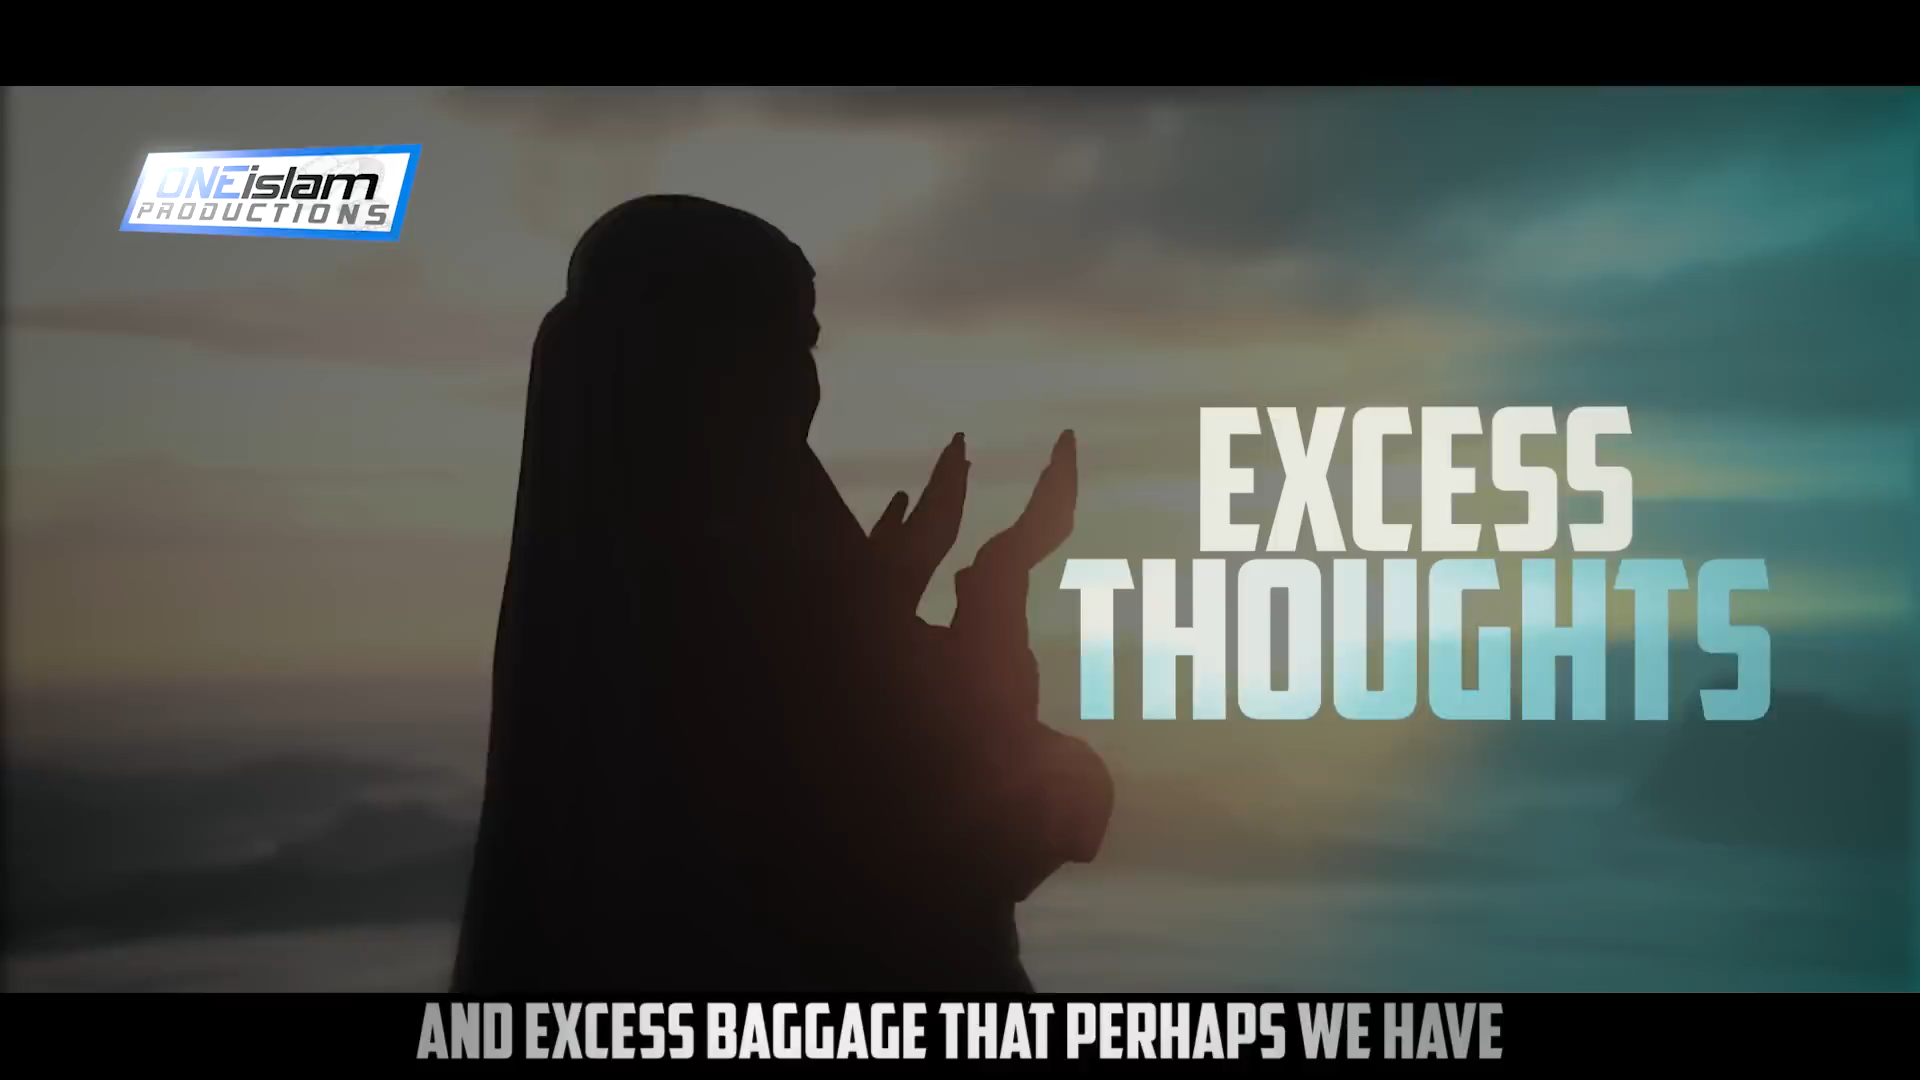 ONEislam
PRODUCTIONS
EXCESS
THOUGHTS
AND EXCESS BAGGAGE THAT PERHAPS WE HAVE